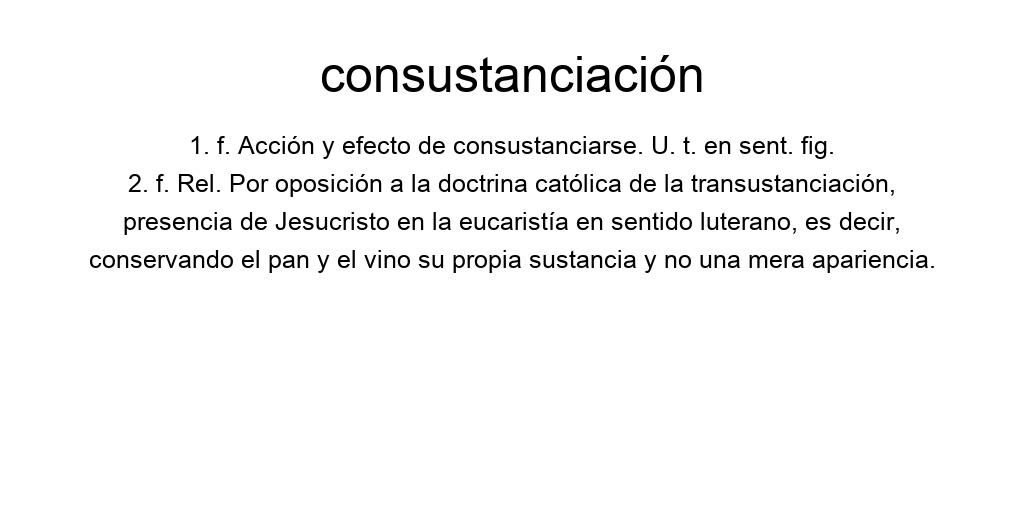 consustanciación
1. f. Acción y efecto de consustanciarse. U. t. en sent. fig.
2. f. Rel. Por oposición a la doctrina católica de la transustanciación,
presencia de Jesucristo en la eucaristía en sentido luterano, es decir,
conservando el pan y el vino su propia sustancia y no una mera apariencia.